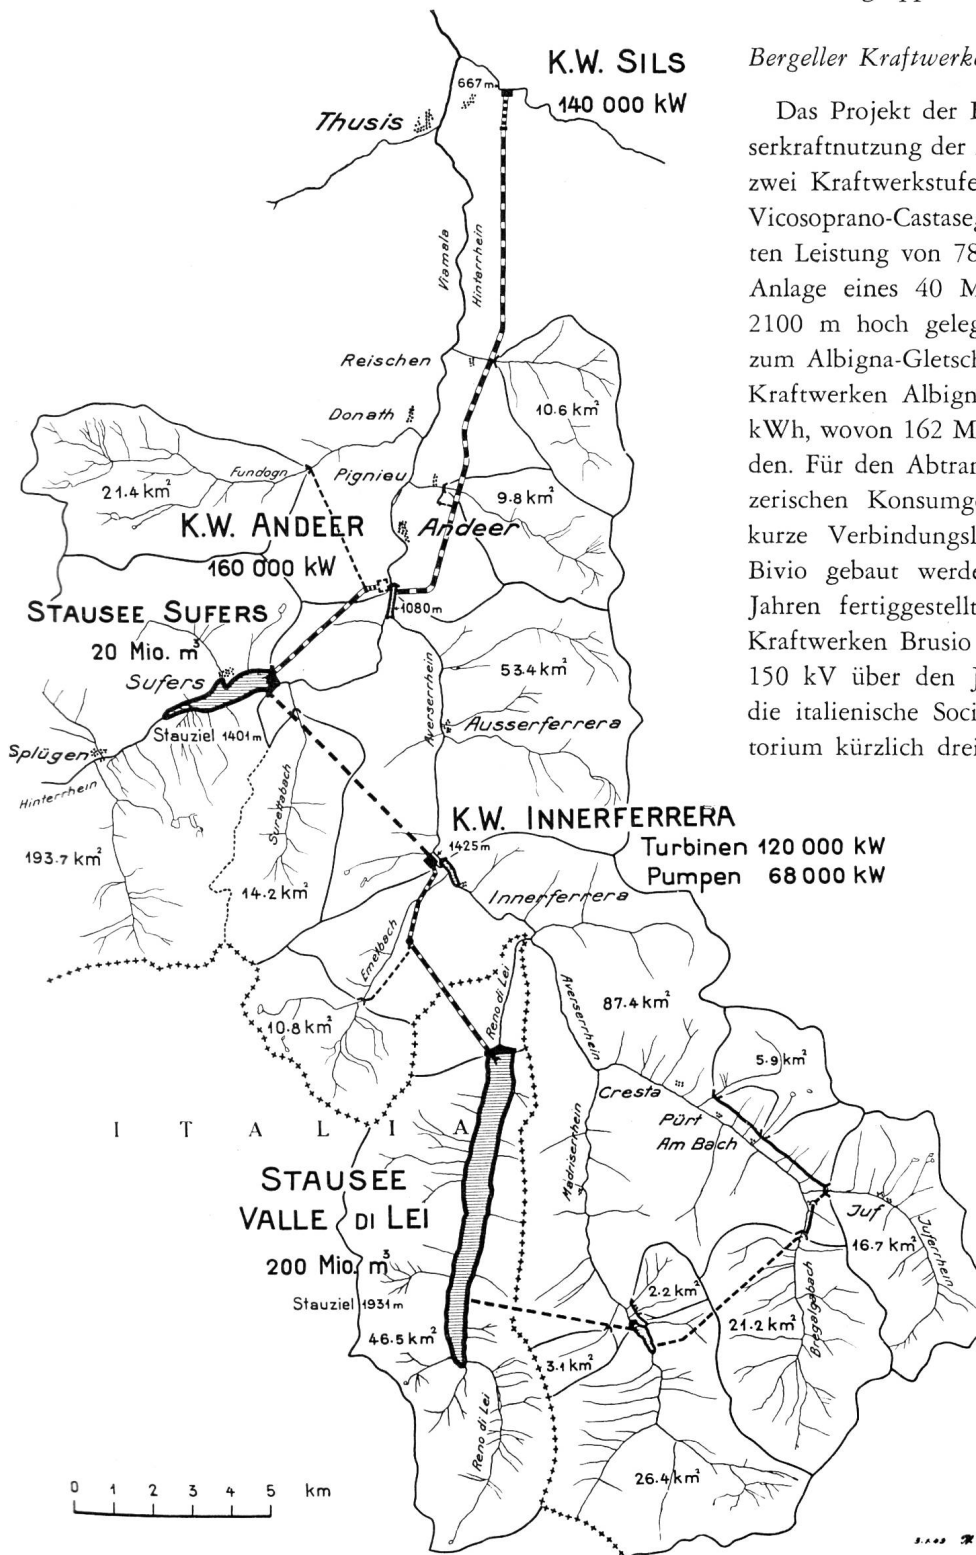 K.W. SILS
667 m.
140 000 kW
Thusis
Viamala
Hinterrhein
Reischen
10.6 km²
Donath
Fundogn
Pignieu
21.4 km²
9.8 km²
K.W. ANDEER
Andeer
160 000 kW
1080 m
STAUSEE SUFERS
20 Mio. m³
Sufers
53.4 km²
Averserrhein
Ausserferrera
Stauziel 1401 m
Splügen
Hinterrhein
Surettabach
K.W. INNERFERRERA
1425 m
Turbinen 120 000 kW
Pumpen 68 000 kW
193.7 km²
14.2 km²
Innerferrera
Emetbach
Reno di Lei
Averserrhein
87.4 km²
10.8 km²
5.9 km²
Cresta
Pürt
Am Bach
I T A L I A
Madriserrhein
STAUSEE
VALLE DI LEI
Juf
16.7 km²
Juferrhein
200 Mio. m³
Stauziel 1931 m
2.2 km²
21.2 km²
Bregalgabach
46.5 km²
3.1 km²
Reno di Lei
26.4 km²
0 1 2 3 4 5 km
Bergeller Kraftwerke
Das Projekt der
serkraftnutzung der
zwei Kraftwerkstufe
Vicosoprano-Castaseg
ten Leistung von 78
Anlage eines 40 M
2100 m hoch geleg
zum Albigna-Gletsch
Kraftwerken Albign
kWh, wovon 162 M
den. Für den Abtran
zerischen Konsumge
kurze Verbindungsl
Bivio gebaut werde
Jahren fertiggestellt
Kraftwerken Brusio
150 kV über den J
die italienische Soci
torium kürzlich drei